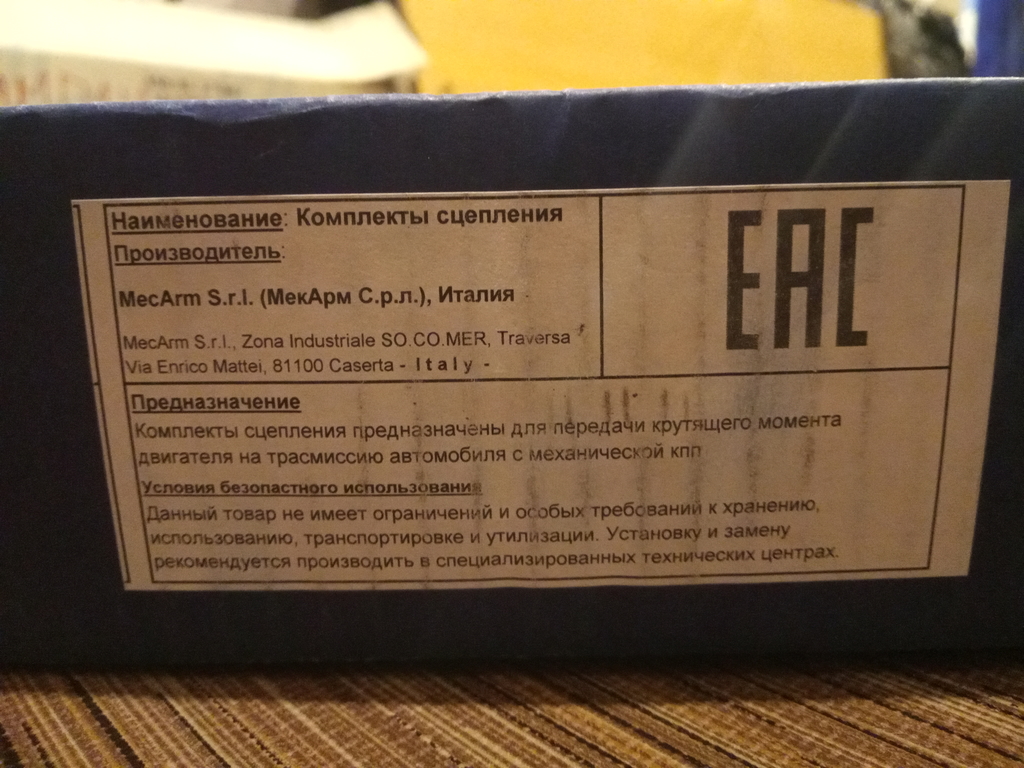 Наименование: Комплекты сцепления
Производитель:
MecArm S.r.l. (МекАрм С.р.л.), Италия
MecArm S.r.l., Zona Industriale SO.CO.MER, Traversa
Via Enrico Mattei, 81100 Caserta - Italy -
EAC
Предназначение
Комплекты сцепления предназначены для передачи крутящего момента
двигателя на трасмиссию автомобиля с механической кпп
Условия безопастного использования
Данный товар не имеет ограничений и особых требований к хранению,
использованию, транспортировке и утилизации. Установку и замену
рекомендуется производить в специализированных технических центрах.